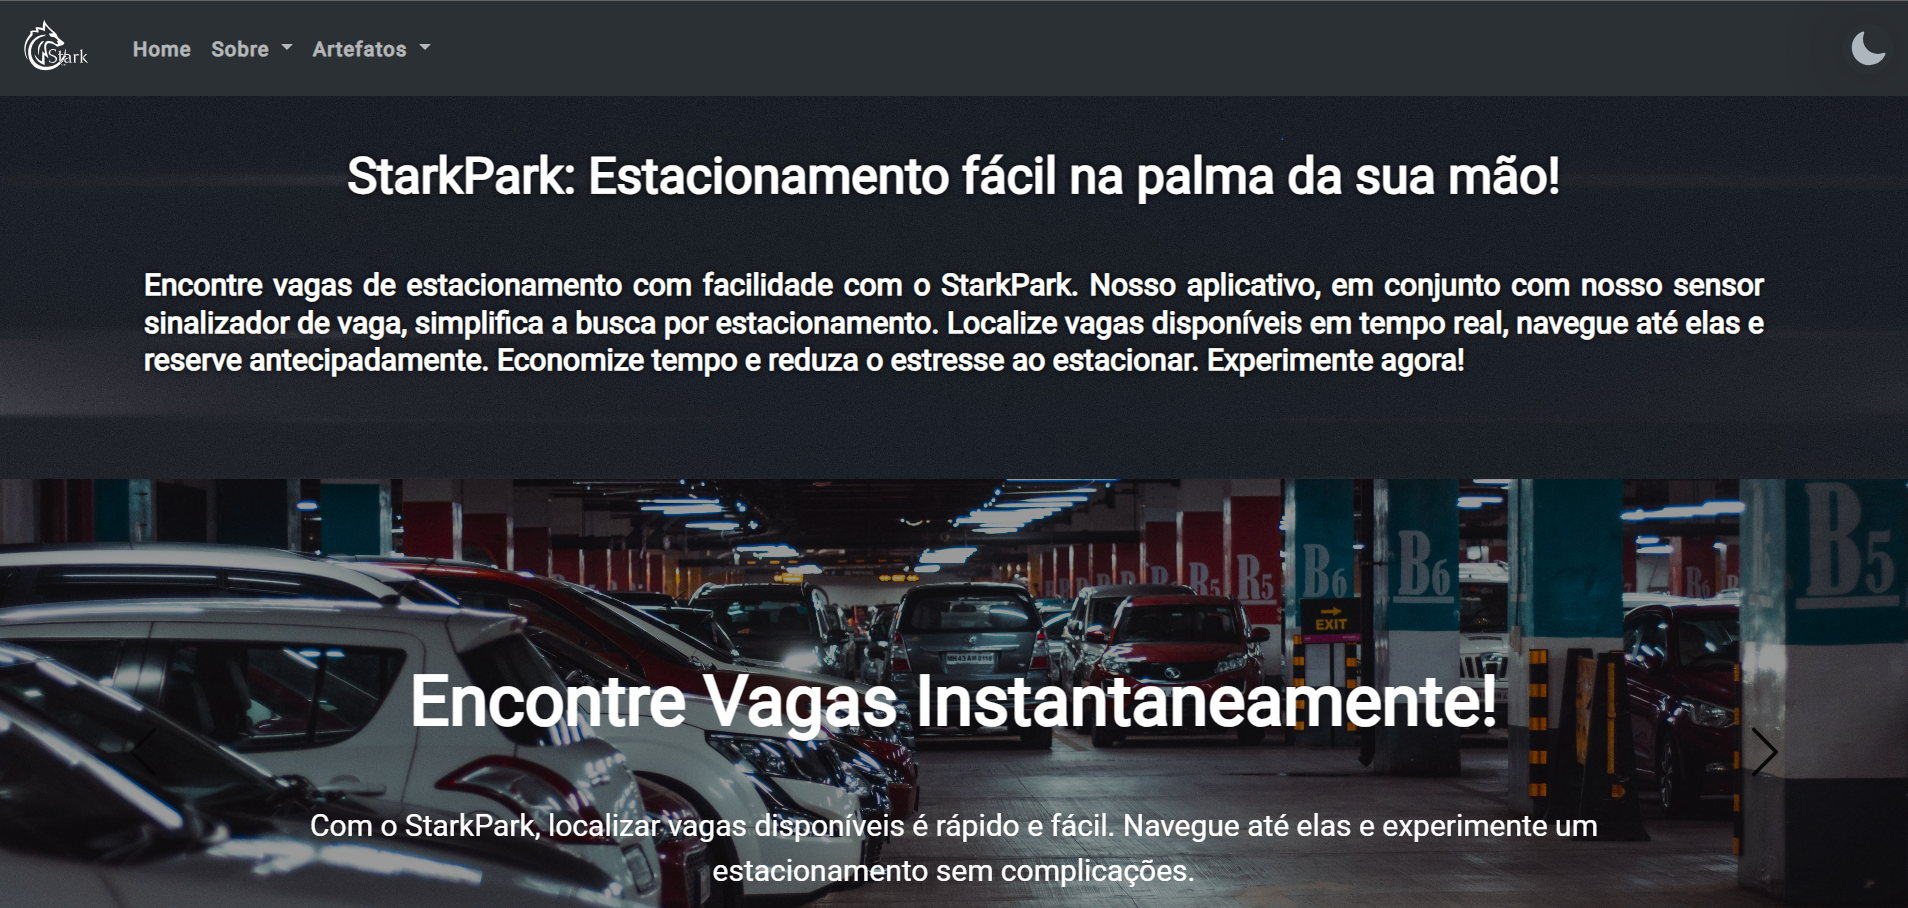 Stark
Home Sobre Artefatos
StarkPark: Estacionamento fácil na palma da sua mão!
Encontre vagas de estacionamento com facilidade com o StarkPark. Nosso aplicativo, em conjunto com nosso sensor
sinalizador de vaga, simplifica a busca por estacionamento. Localize vagas disponíveis em tempo real, navegue até elas e
reserve antecipadamente. Economize tempo e reduza o estresse ao estacionar. Experimente agora!
B5
B6
B6
R5
R5
R6
EXIT
Encontre Vagas Instantaneamente!
Com o StarkPark, localizar vagas disponíveis é rápido e fácil. Navegue até elas e experimente um
estacionamento sem complicações.